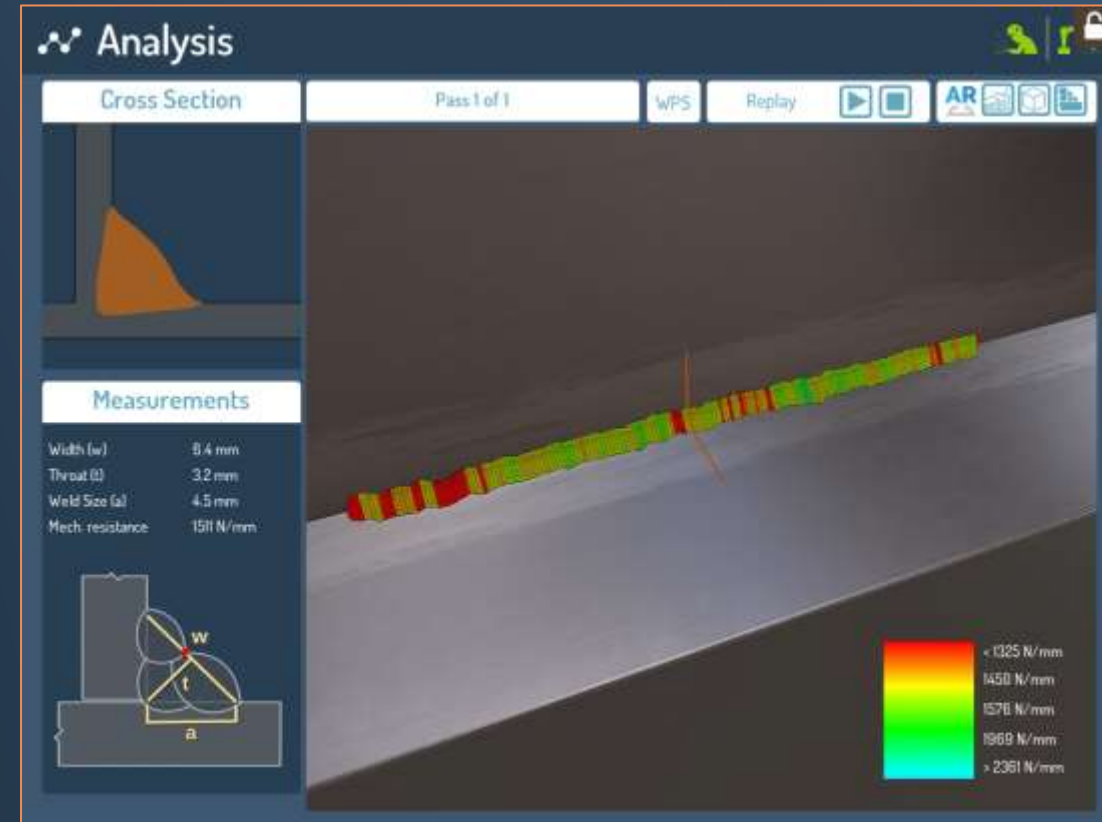 Analysis
Cross Section
Pass 1 of 1
WPS
Replay
AR
Measurements
Width (w) 6.4 mm
Throat (t) 3.2 mm
Weld Size (a) 4.5 mm
Mech. resistance 1511 N/mm
w
t
a
< 1325 N/mm
1450 N/mm
1576 N/mm
1969 N/mm
> 2361 N/mm